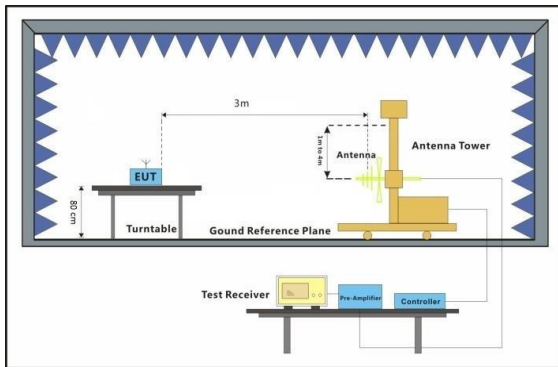 3m
1m to 4m
Antenna
Antenna Tower
EUT
80 cm
Turntable
Gound Reference Plane
Test Receiver
Pre-Amplifier
Controller